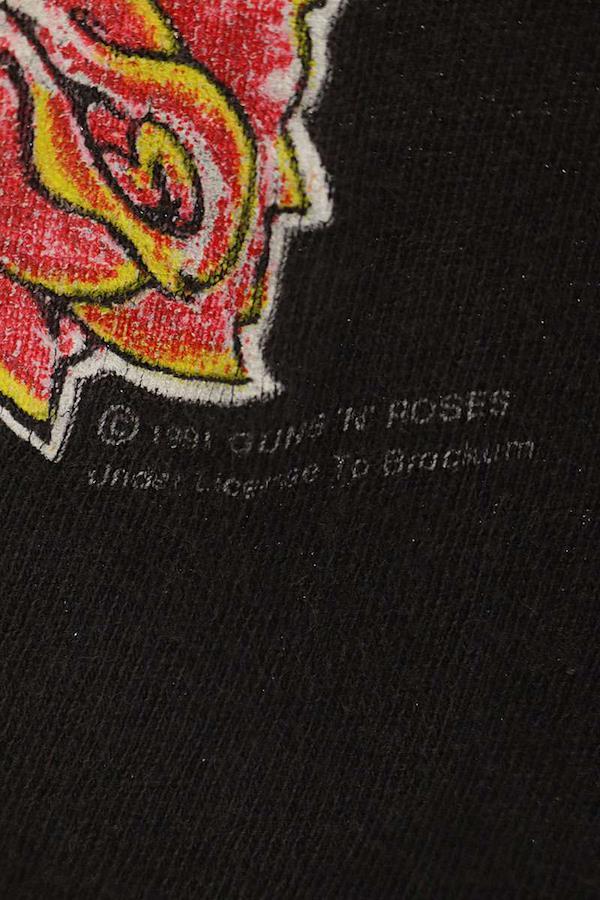 © 1991 GUNS 'N' ROSES
Under License To Brockum